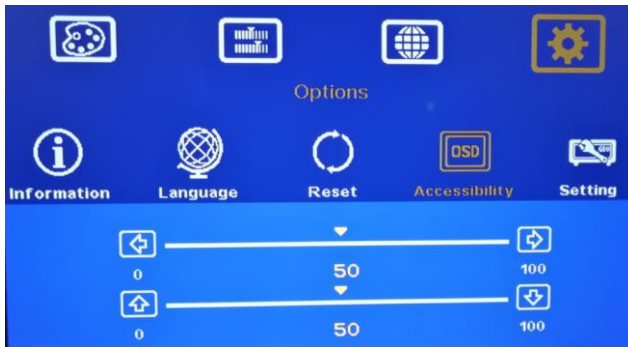 Options
OSD
Information Language Reset Accessibility Setting
0 50 100
0 50 100